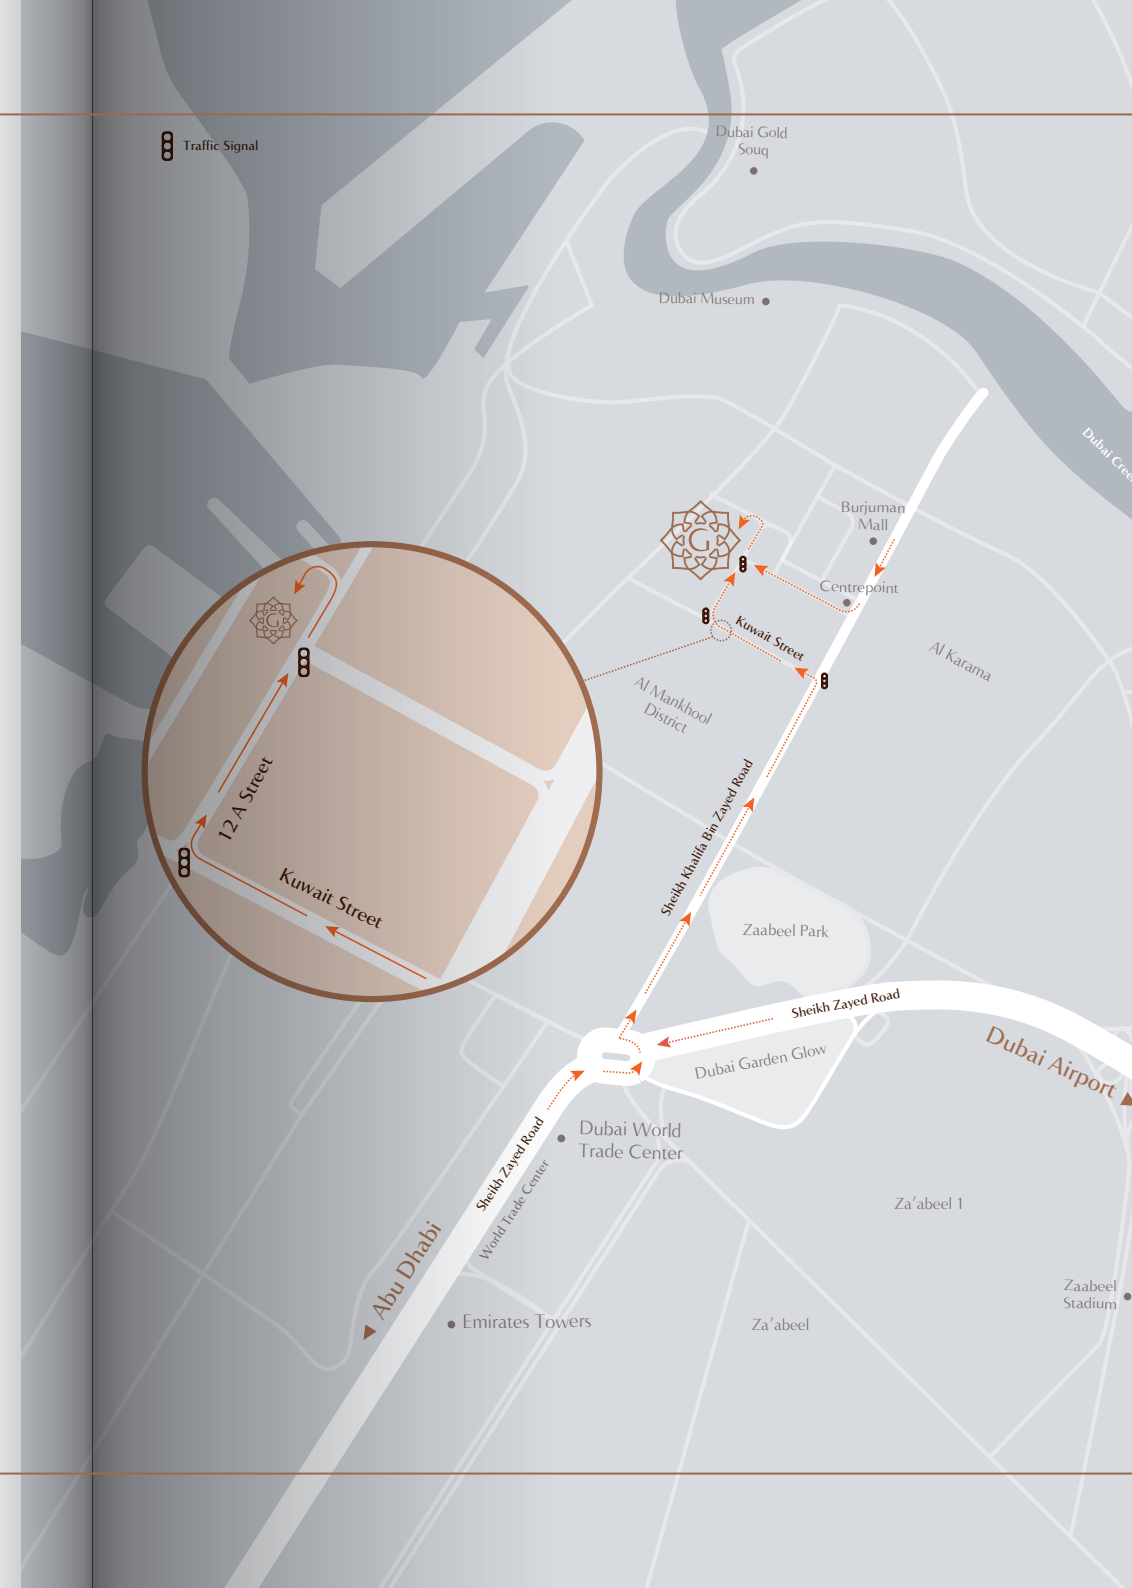 Dubai Gold
Souq
Traffic Signal
Dubai Museum
Dubai Cree
Burjuman
Mall
Centrepoint
G
Kuwait Street
Al Karama
G
Al Mankhool
District
12 A Street
Sheikh Khalifa Bin Zayed Road
Kuwait Street
Zaabeel Park
Sheikh Zayed Road
Dubai Garden Glow
Dubai Airport
Sheikh Zayed Road
Dubai World
Trade Center
World Trade Center
Za'abeel 1
Abu Dhabi
Zaabeel
Stadium
Emirates Towers
Za'abeel